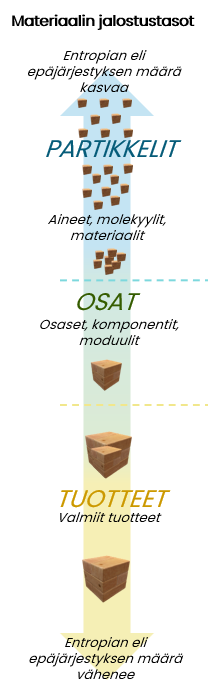 Materiaalin jalostustasot
Entropian eli
epäjärjestyksen määrä
kasvaa
PARTIKKELIT
Aineet, molekyylit,
materiaalit
OSAT
Osaset, komponentit,
moduulit
TUOTTEET
Valmiit tuotteet
Entropian eli
epäjärjestyksen määrä
vähenee